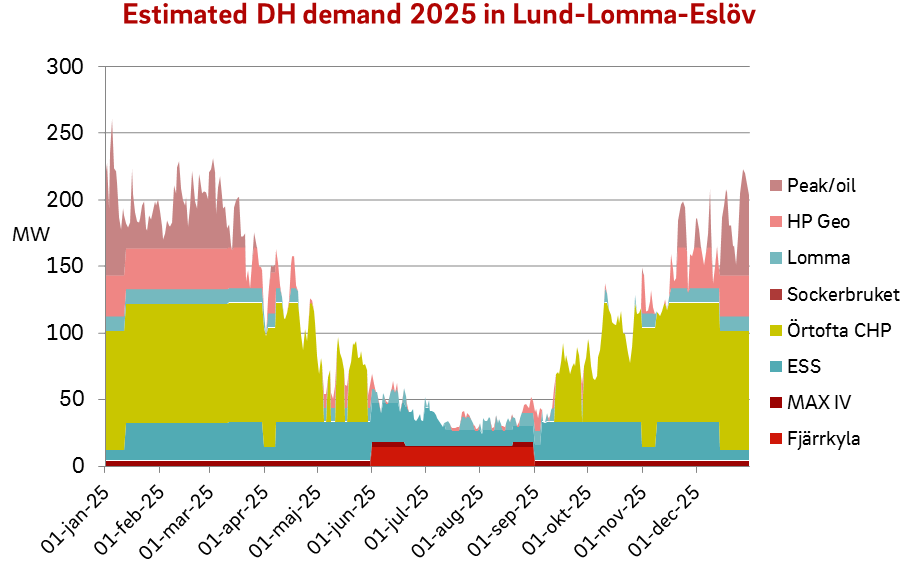 Estimated DH demand 2025 in Lund-Lomma-Eslöv
300
250
200
150
100
50
0
MW
01-jan-25
01-feb-25
01-mar-25
01-apr-25
01-maj-25
01-jun-25
01-jul-25
01-aug-25
01-sep-25
01-okt-25
01-nov-25
01-dec-25
Peak/oil
HP Geo
Lomma
Sockerbruket
Örtofta CHP
ESS
MAX IV
Fjärrkyla